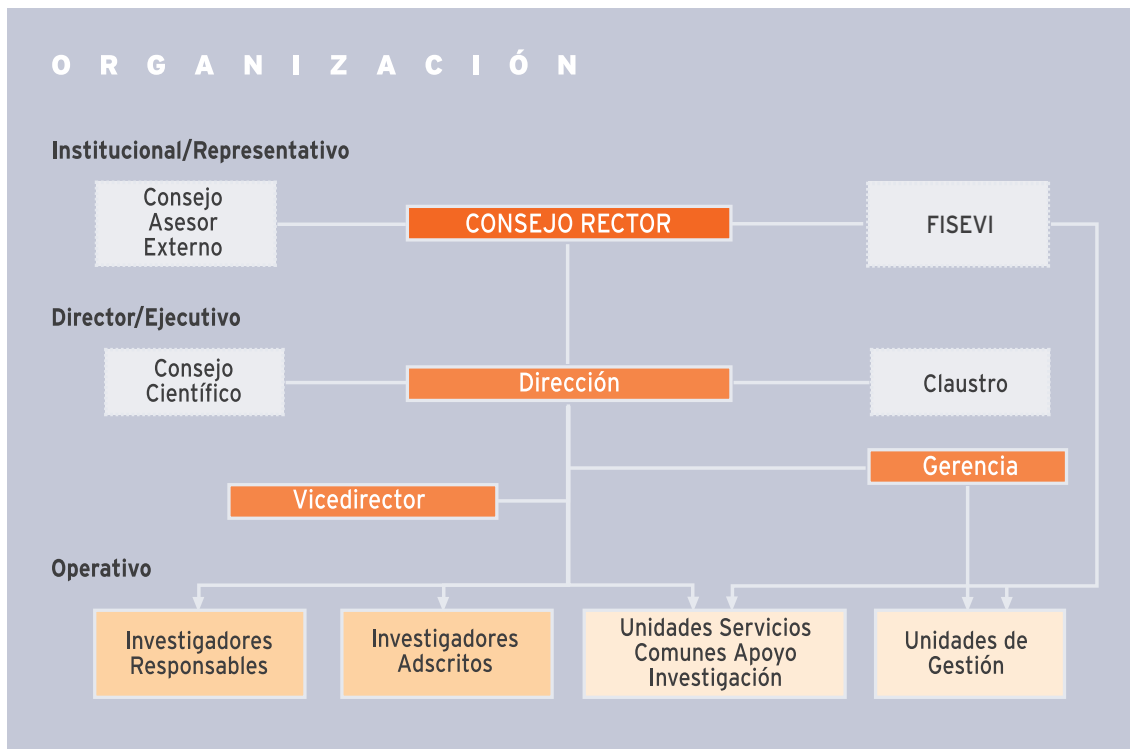 ORGANIZACIÓN
Institucional/Representativo
Consejo
Asesor
Externo
CONSEJO RECTOR
FISEVI
Director/Ejecutivo
Consejo
Científico
Dirección
Claustro
Gerencia
Vicedirector
Operativo
Investigadores
Responsables
Investigadores
Adscritos
Unidades Servicios
Comunes Apoyo
Investigación
Unidades de
Gestión